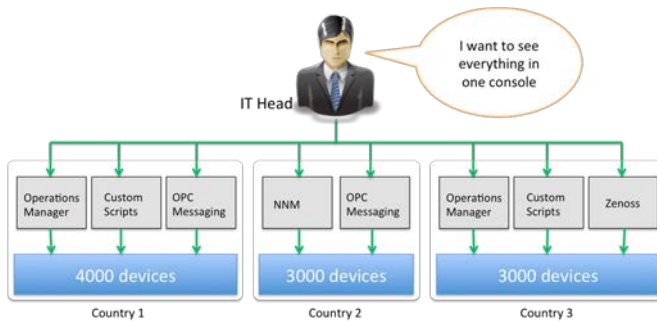 I want to see
everything in
one console
IT Head
Operations
Manager
Custom
Scripts
OPC
Messaging
NNM
OPC
Messaging
Operations
Manager
Custom
Scripts
Zenoss
4000 devices
3000 devices
3000 devices
Country 1
Country 2
Country 3